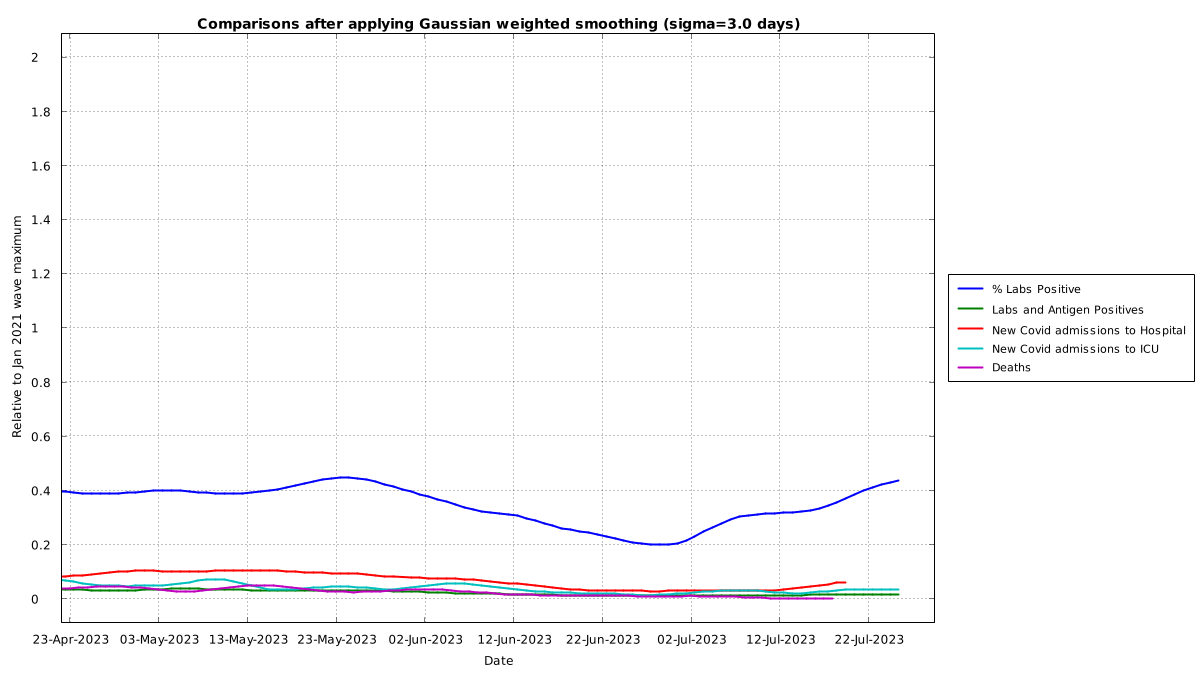 Comparisons after applying Gaussian weighted smoothing (sigma=3.0 days)
Relative to Jan 2021 wave maximum
2
1.8
1.6
1.4
1.2
1
0.8
0.6
0.4
0.2
0
23-Apr-2023 03-May-2023 13-May-2023 23-May-2023 02-Jun-2023 12-Jun-2023 22-Jun-2023 02-Jul-2023 12-Jul-2023 22-Jul-2023
Date
% Labs Positive
Labs and Antigen Positives
New Covid admissions to Hospital
New Covid admissions to ICU
Deaths